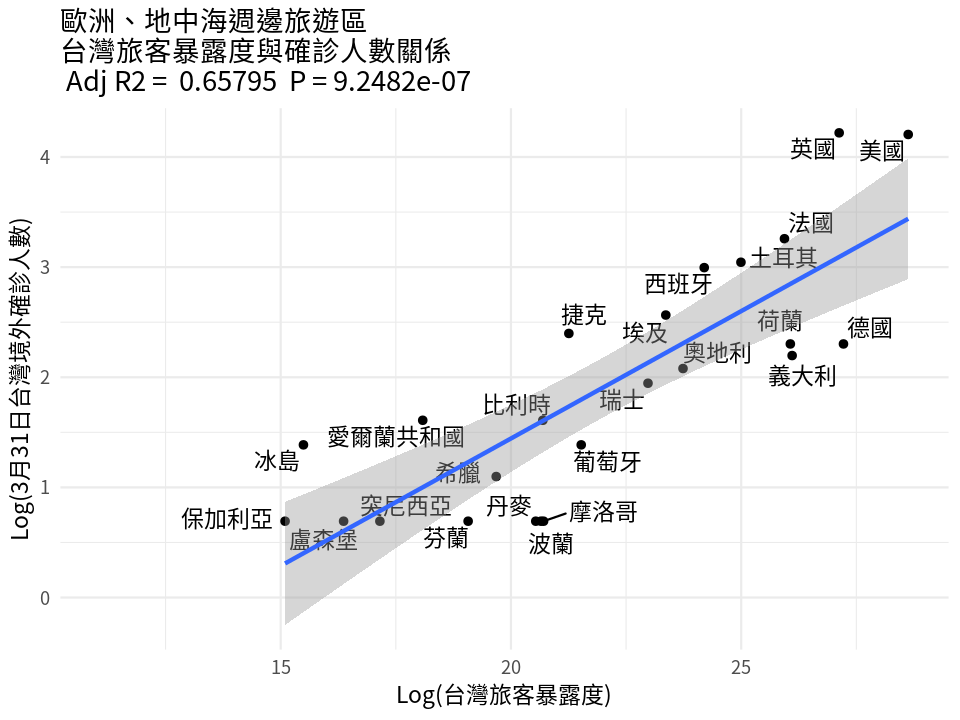 歐洲、地中海週邊旅遊區
台灣旅客暴露度與確診人數關係
Adj R2 = 0.65795 P = 9.2482e-07
英國
美國
4
法國
土耳其
3
西班牙
捷克
埃及
荷蘭
德國
奧地利
義大利
2
比利時
瑞士
愛爾蘭共和國
冰島
葡萄牙
希臘
1
突尼西亞
丹麥
摩洛哥
保加利亞
盧森堡
芬蘭
波蘭
0
15
20
25
Log(台灣旅客暴露度)
Log(3月31日台灣境外確診人數)